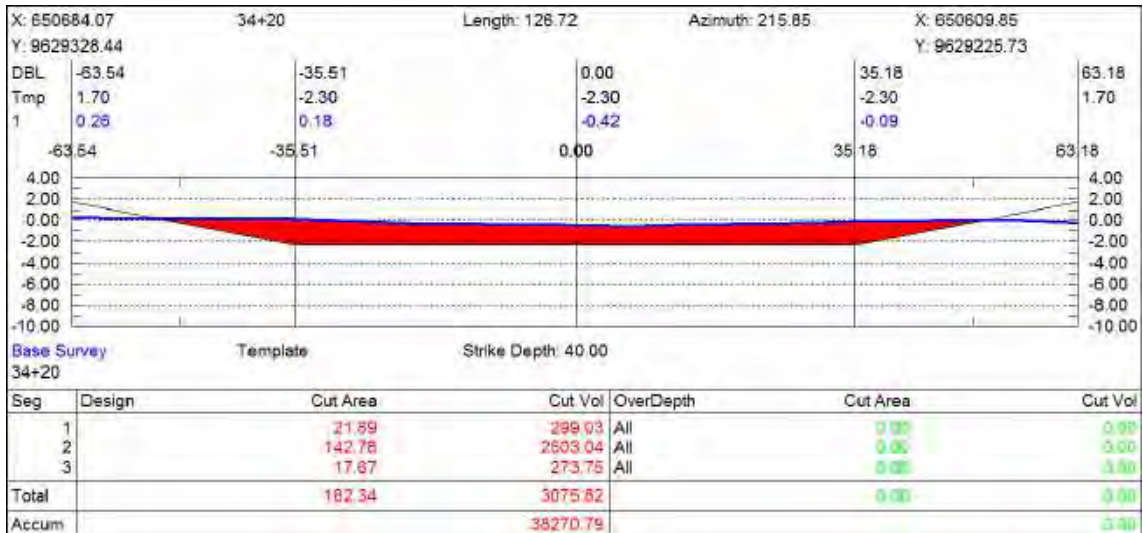 X: 650684.07 34+20 Length: 126.72 Azimuth: 215.85 X: 650609.85
Y: 9629328.44 Y: 9629225.73
DBL -63.54 -35.51 0.00 35.18 63.18
Tmp 1.70 -2.30 -2.30 -2.30 1.70
1 0.26 0.18 -0.42 -0.09
-63.54 -35.51 0.00 35.18 63.18
4.00 4.00
2.00 2.00
0.00 0.00
-2.00 -2.00
-4.00 -4.00
-6.00 -6.00
-8.00 -8.00
-10.00 -10.00
Base Survey Template Strike Depth: 40.00
34+20
Seg Design Cut Area Cut Vol OverDepth Cut Area Cut Vol
1 21.89 299.03 All 0.00 0.00
2 142.78 2503.04 All 0.00 0.00
3 17.67 273.75 All 0.00 0.00
Total 182.34 3075.82 0.00 0.00
Accum 38270.79 0.00